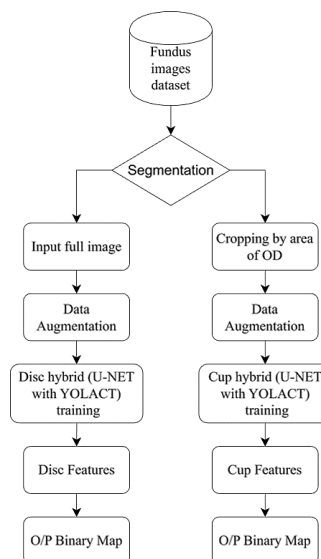 Fundus
images
dataset
Segmentation
Input full image
Cropping by area
of OD
Data
Augmentation
Data
Augmentation
Disc hybrid (U-NET
with YOLACT)
training
Cup hybrid (U-NET
with YOLACT)
training
Disc Features
Cup Features
O/P Binary Map
O/P Binary Map